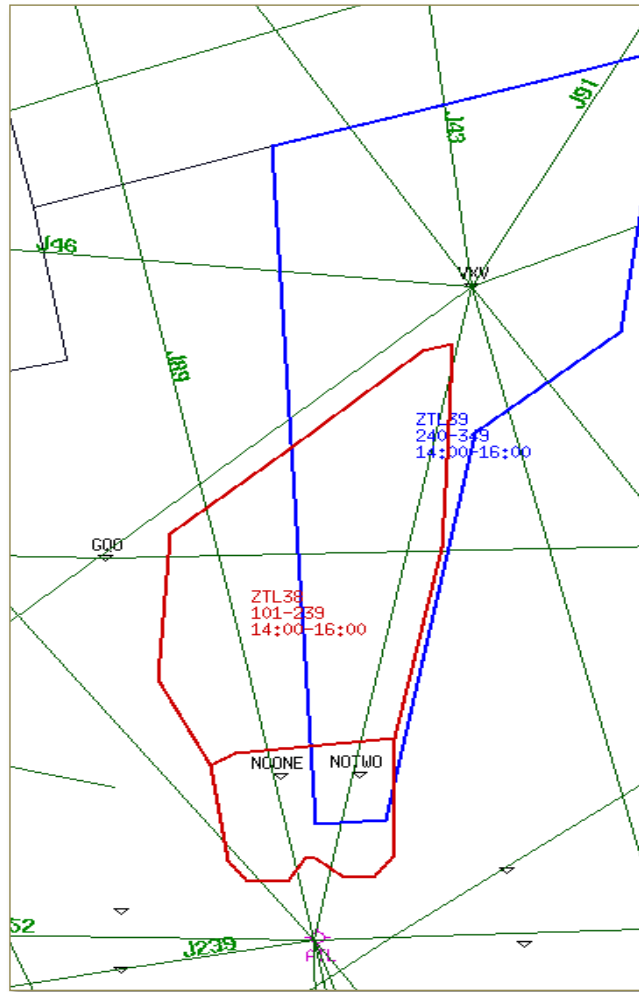 J91
J43
J46
VXV
J89
ZTL39
240-349
14:00-16:00
GQO
ZTL38
101-239
14:00-16:00
NOONE
NOTWO
52
J239
ATL